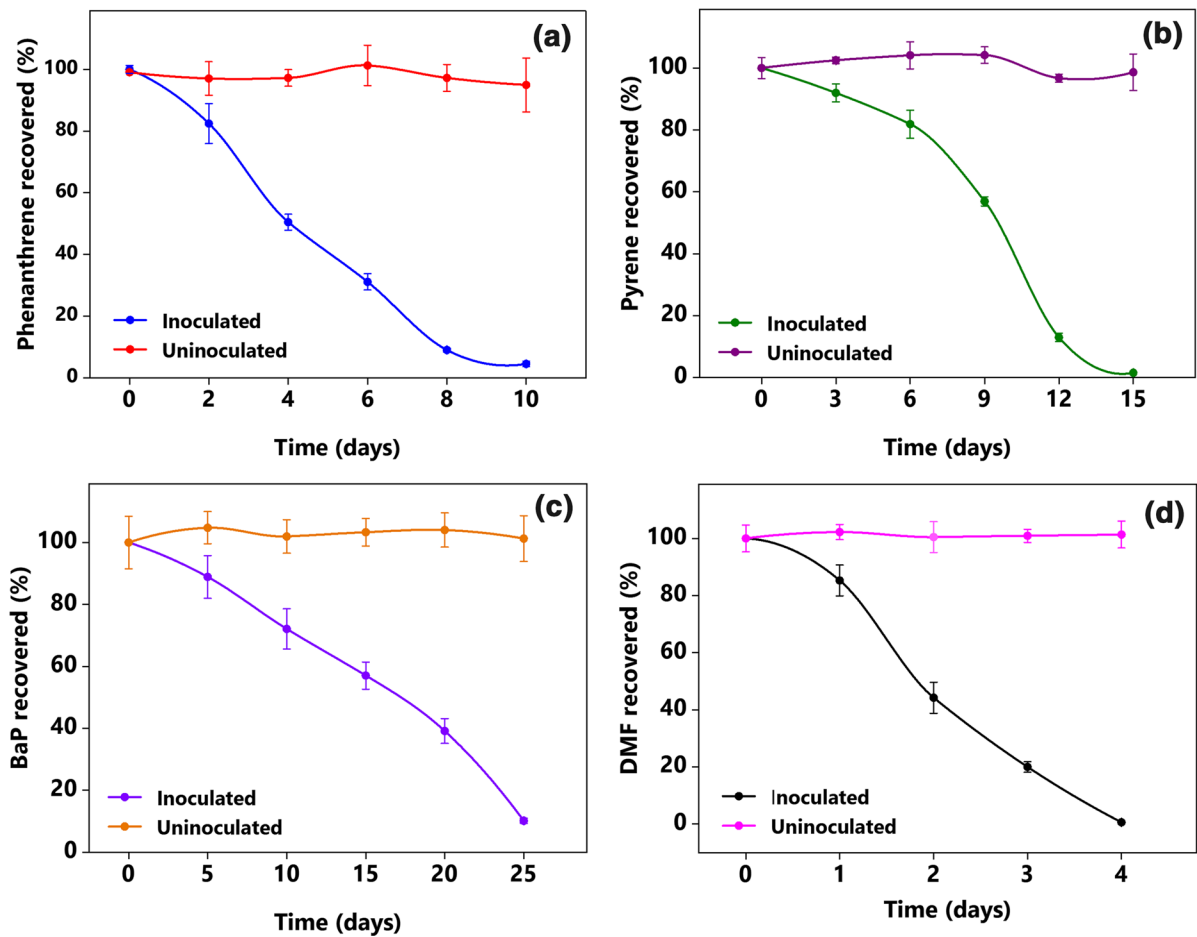 (a)
Phenanthrene recovered (%)
100
80
60
40
20
0
Inoculated
Uninoculated
0 2 4 6 8 10
Time (days)
(b)
Pyrene recovered (%)
100
80
60
40
20
0
Inoculated
Uninoculated
0 3 6 9 12 15
Time (days)
(c)
BaP recovered (%)
100
80
60
40
20
0
Inoculated
Uninoculated
0 5 10 15 20 25
Time (days)
(d)
DMF recovered (%)
100
80
60
40
20
0
Inoculated
Uninoculated
0 1 2 3 4
Time (days)